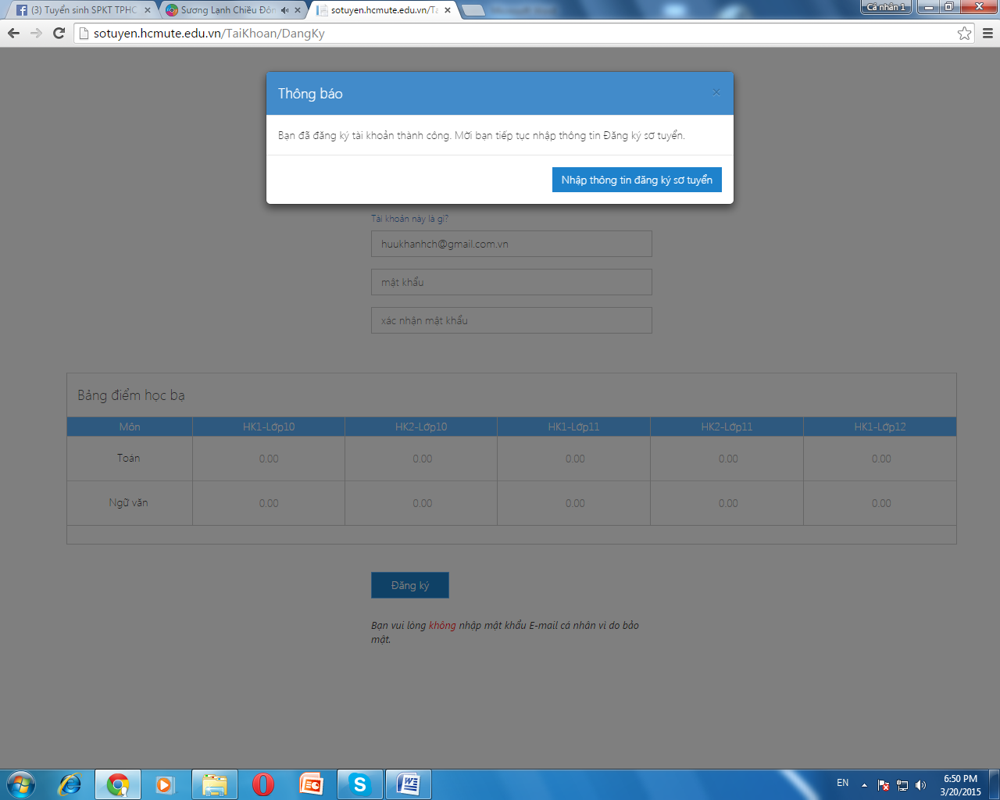 (3) Tuyển sinh SPKT TPHC
Sương Lạnh Chiều Đôn
sotuyen.hcmute.edu.vn/Ta
Cá nhân 1
sotuyen.hcmute.edu.vn/TaiKhoan/DangKy
Thông báo
×
Bạn đã đăng ký tài khoản thành công. Mời bạn tiếp tục nhập thông tin Đăng ký sơ tuyển.
Nhập thông tin đăng ký sơ tuyển
Tài khoản này là gì?
huukhanhch@gmail.com.vn
mật khẩu
xác nhận mật khẩu
Bảng điểm học bạ
Môn HK1-Lớp10 HK2-Lớp10 HK1-Lớp11 HK2-Lớp11 HK1-Lớp12
Toán 0.00 0.00 0.00 0.00 0.00
Ngữ văn 0.00 0.00 0.00 0.00 0.00
Đăng ký
Bạn vui lòng không nhập mật khẩu E-mail cá nhân vì do bảo
mật.
EN
6:50 PM
3/20/2015